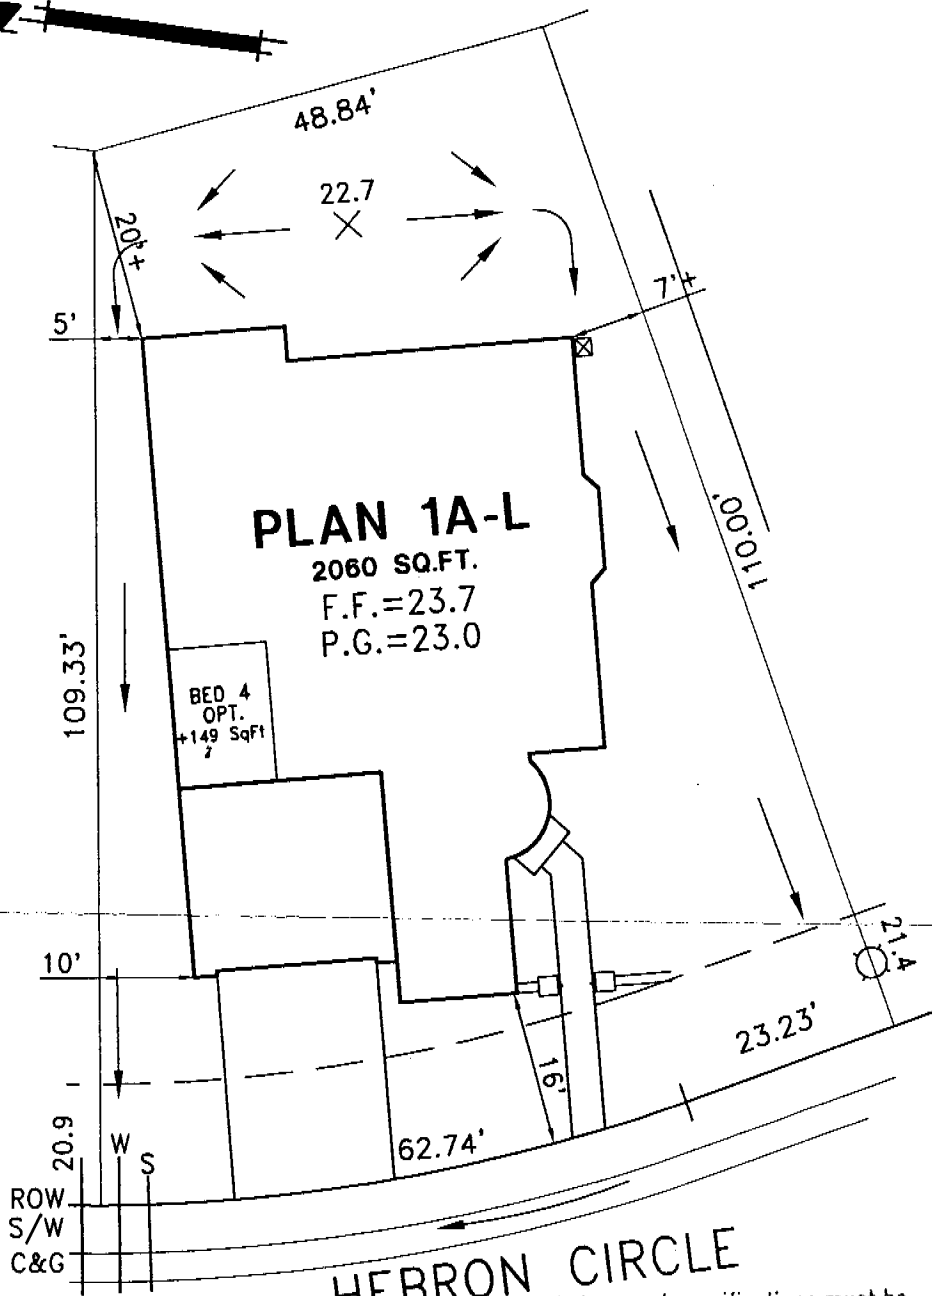 48.84'
22.7
20'+
7'+
5'
110.00'
PLAN 1A-L
2060 SQ.FT.
F.F.=23.7
P.G.=23.0
109.33'
BED 4
OPT.
+149 SqFt
10'
21.4
23.23'
16'
62.74'
20.9
W
S
ROW
S/W
C&G
HEBRON CIRCLE